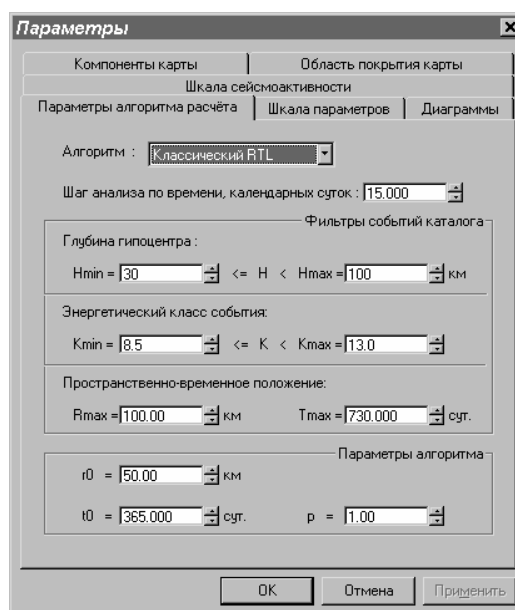 Параметры
Компоненты карты
Область покрытия карты
Шкала сейсмоактивности
Параметры алгоритма расчёта
Шкала параметров
Диаграммы
Алгоритм : Классический RTL
Шаг анализа по времени, календарных суток : 15.000
Фильтры событий каталога
Глубина гипоцентра :
Hmin = 30 <= H < Hmax = 100 км
Энергетический класс события:
Kmin = 8.5 <= K < Kmax = 13.0
Пространственно-временное положение:
Rmax = 100.00 км Tmax = 730.000 сут.
Параметры алгоритма
r0 = 50.00 км
t0 = 365.000 сут. p = 1.00
OK
Отмена
Применить